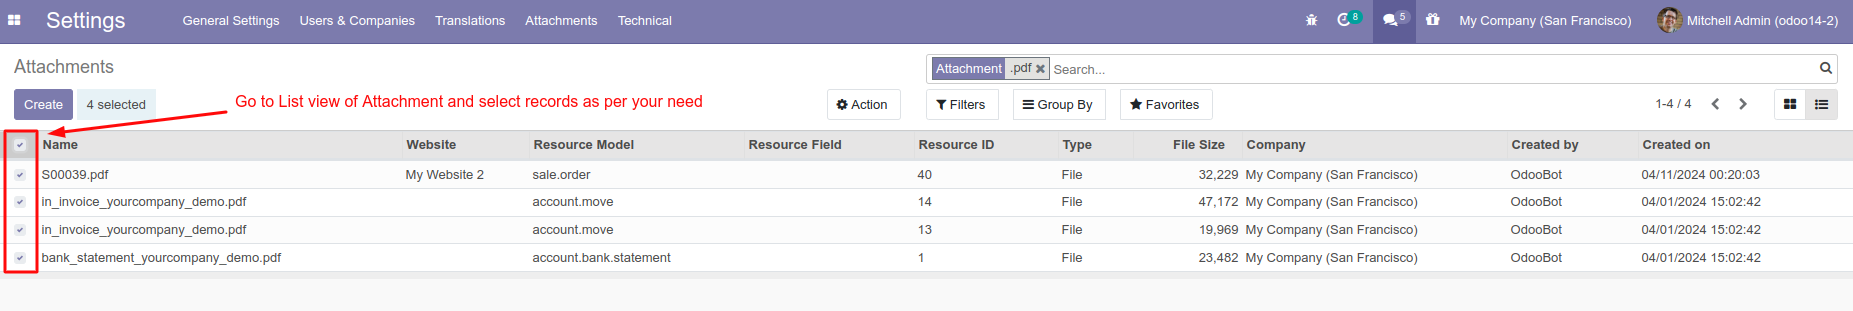 Settings General Settings Users & Companies Translations Attachments Technical 8 5 My Company (San Francisco) Mitchell Admin (odoo14-2)
Attachments Attachment .pdf Search...
Create 4 selected Go to List view of Attachment and select records as per your need Action Filters Group By Favorites 1-4 / 4
Name Website Resource Model Resource Field Resource ID Type File Size Company Created by Created on
S00039.pdf My Website 2 sale.order 40 File 32,229 My Company (San Francisco) OdooBot 04/11/2024 00:20:03
in_invoice_yourcompany_demo.pdf account.move 14 File 47,172 My Company (San Francisco) OdooBot 04/01/2024 15:02:42
in_invoice_yourcompany_demo.pdf account.move 13 File 19,969 My Company (San Francisco) OdooBot 04/01/2024 15:02:42
bank_statement_yourcompany_demo.pdf account.bank.statement 1 File 23,482 My Company (San Francisco) OdooBot 04/01/2024 15:02:42